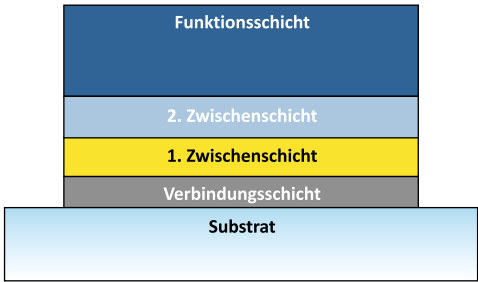 Funktionsschicht
2. Zwischenschicht
1. Zwischenschicht
Verbindungsschicht
Substrat